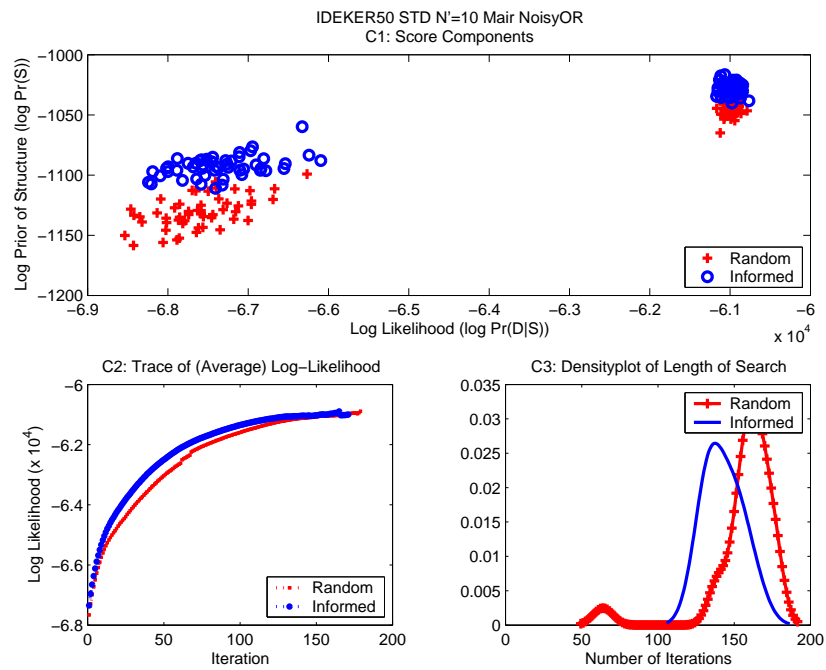 IDEKER50 STD N'=10 Mair NoisyOR
C1: Score Components
Log Prior of Structure (log Pr(S))
−1000
−1050
−1100
−1150
−1200
Random
Informed
−6.9 −6.8 −6.7 −6.6 −6.5 −6.4 −6.3 −6.2 −6.1 −6
Log Likelihood (log Pr(D|S))
x 10^4
C2: Trace of (Average) Log−Likelihood
Log Likelihood (x 10^4)
−6
−6.2
−6.4
−6.6
−6.8
Random
Informed
0 50 100 150 200
Iteration
C3: Densityplot of Length of Search
0.035
0.03
0.025
0.02
0.015
0.01
0.005
0
Random
Informed
0 50 100 150 200
Number of Iterations